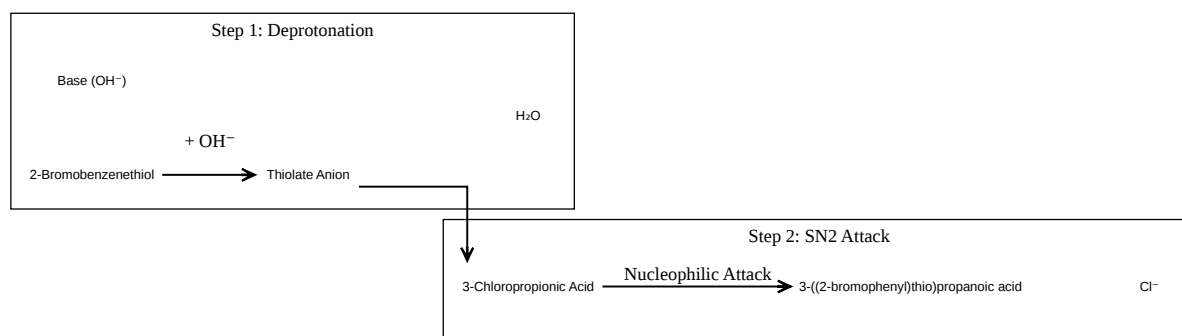 Step 1: Deprotonation
Base (OH⁻)
H₂O
+ OH⁻
2-Bromobenzenethiol
Thiolate Anion
Step 2: SN2 Attack
3-Chloropropionic Acid
Nucleophilic Attack
3-((2-bromophenyl)thio)propanoic acid
Cl⁻